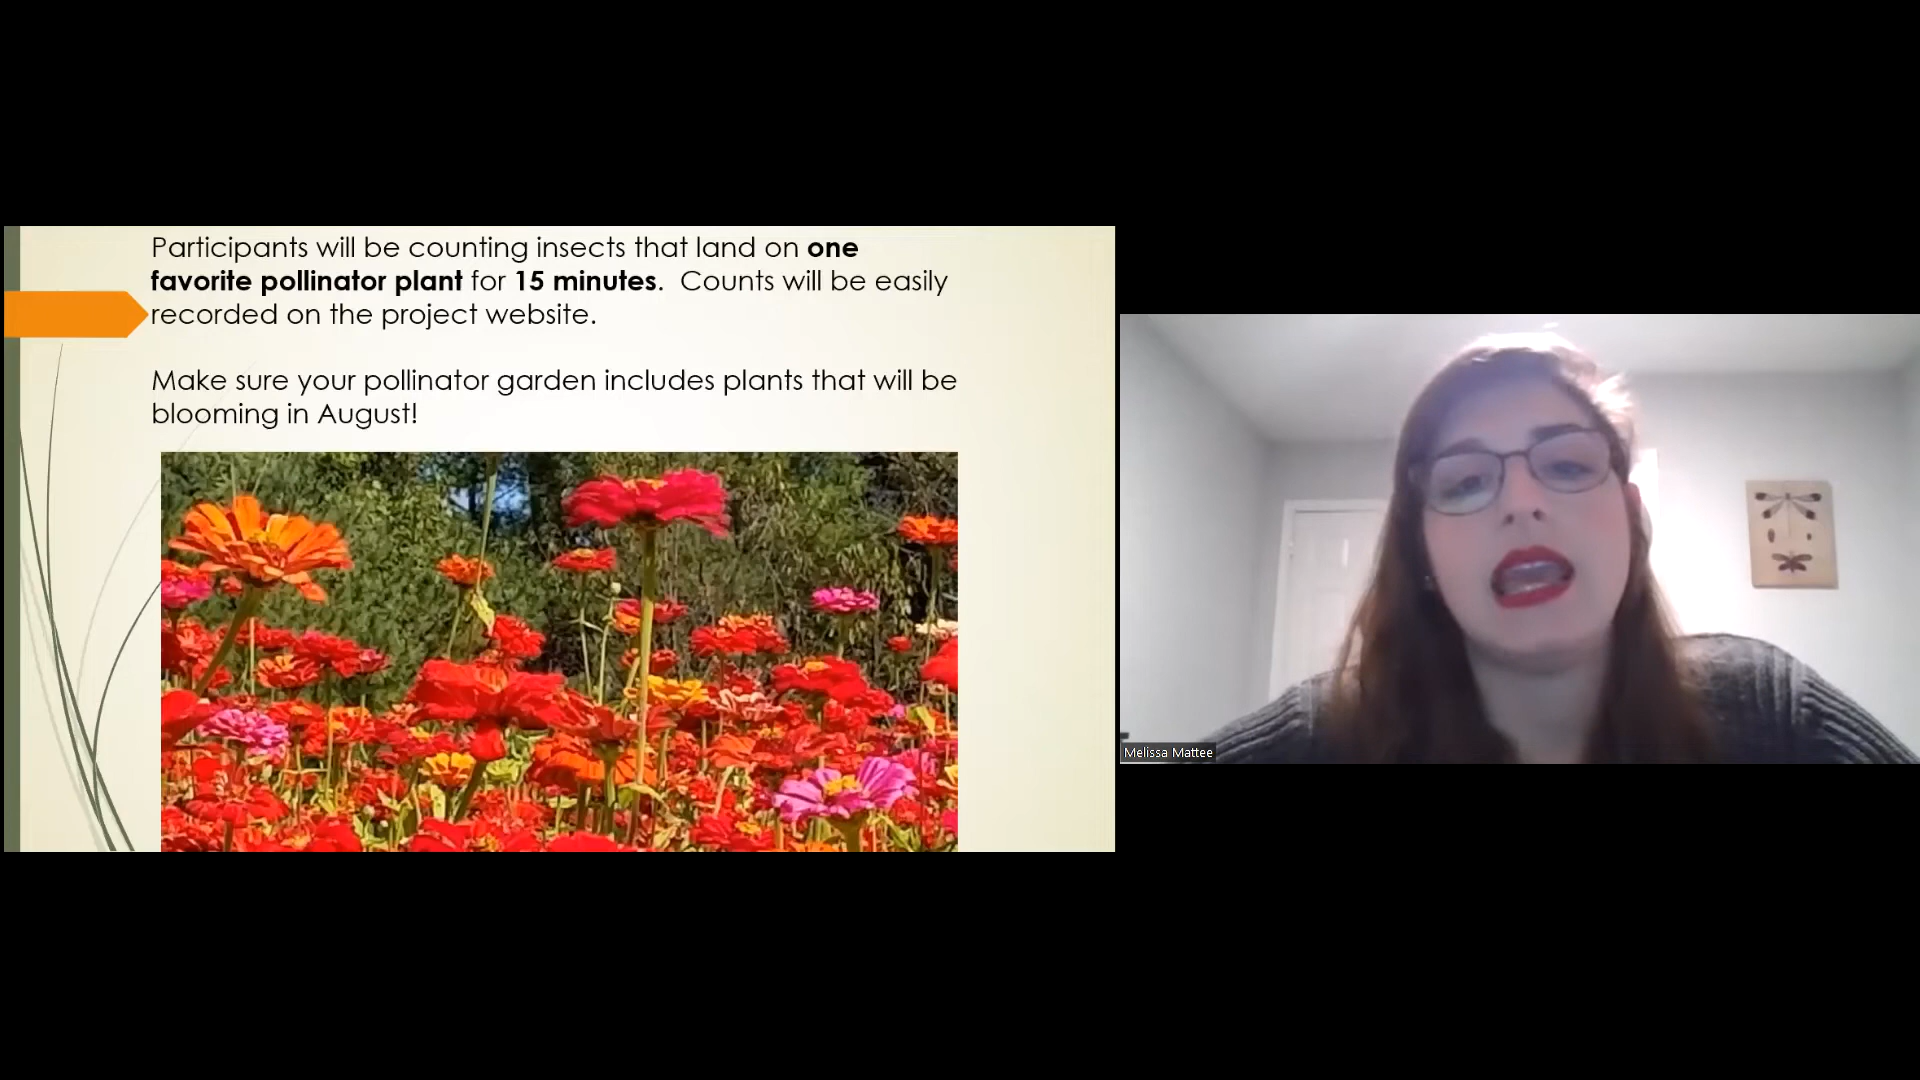 Participants will be counting insects that land on one
favorite pollinator plant for 15 minutes.  Counts will be easily
recorded on the project website.
Make sure your pollinator garden includes plants that will be
blooming in August!
Melissa Mattee